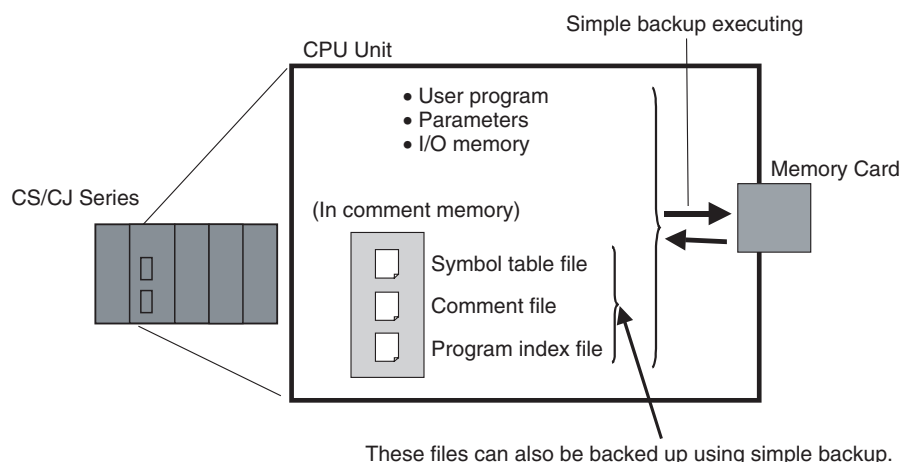 Simple backup executing
CPU Unit
• User program
• Parameters
• I/O memory
Memory Card
CS/CJ Series
(In comment memory)
Symbol table file
Comment file
Program index file
These files can also be backed up using simple backup.